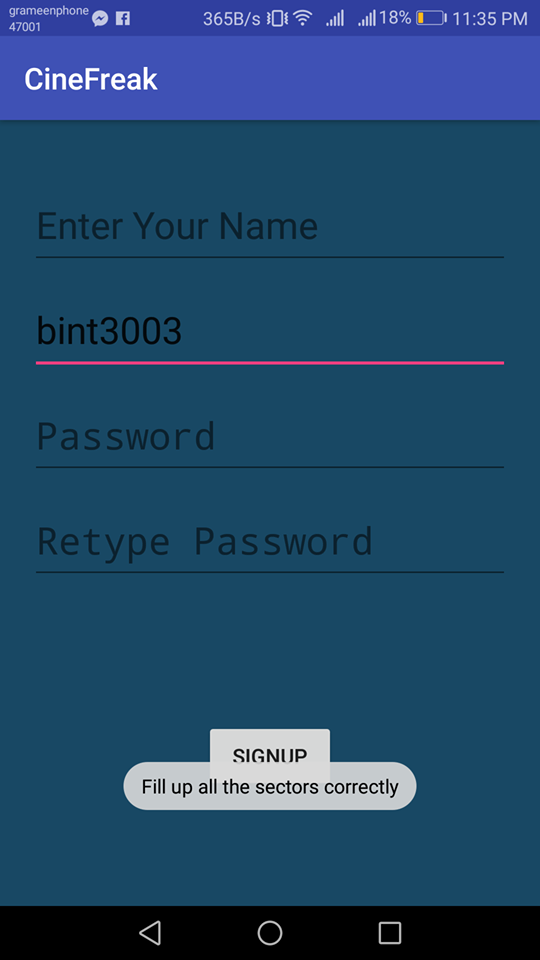 grameenphone
47001
365B/s
18%
11:35 PM
CineFreak
Enter Your Name
bint3003
Password
Retype Password
SIGNUP
Fill up all the sectors correctly